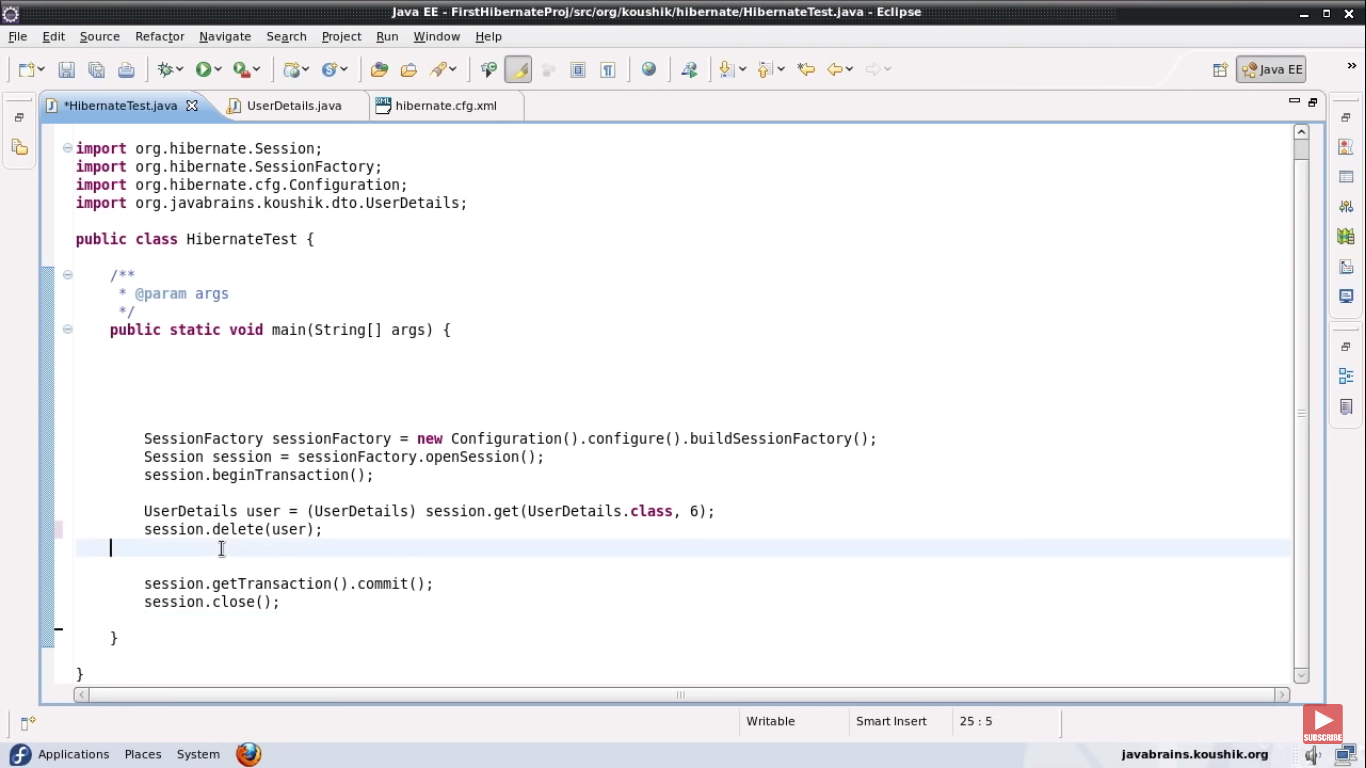 Java EE - FirstHibernateProj/src/org/koushik/hibernate/HibernateTest.java - Eclipse
File Edit Source Refactor Navigate Search Project Run Window Help
Java EE
*HibernateTest.java UserDetails.java hibernate.cfg.xml
import org.hibernate.Session;
import org.hibernate.SessionFactory;
import org.hibernate.cfg.Configuration;
import org.javabrains.koushik.dto.UserDetails;
public class HibernateTest {
/**
* @param args
*/
public static void main(String[] args) {
SessionFactory sessionFactory = new Configuration().configure().buildSessionFactory();
Session session = sessionFactory.openSession();
session.beginTransaction();
UserDetails user = (UserDetails) session.get(UserDetails.class, 6);
session.delete(user);
session.getTransaction().commit();
session.close();
}
}
Writable Smart Insert 25 : 5
SUBSCRIBE
Applications Places System javabrains.koushik.org